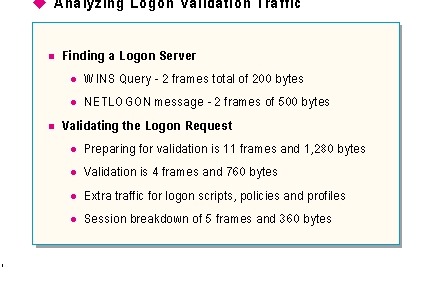 Analyzing Logon Validation Traffic
Finding a Logon Server
WINS Query - 2 frames total of 200 bytes
NETLOGON message - 2 frames of 500 bytes
Validating the Logon Request
Preparing for validation is 11 frames and 1,280 bytes
Validation is 4 frames and 760 bytes
Extra traffic for logon scripts, policies and profiles
Session breakdown of 5 frames and 360 bytes